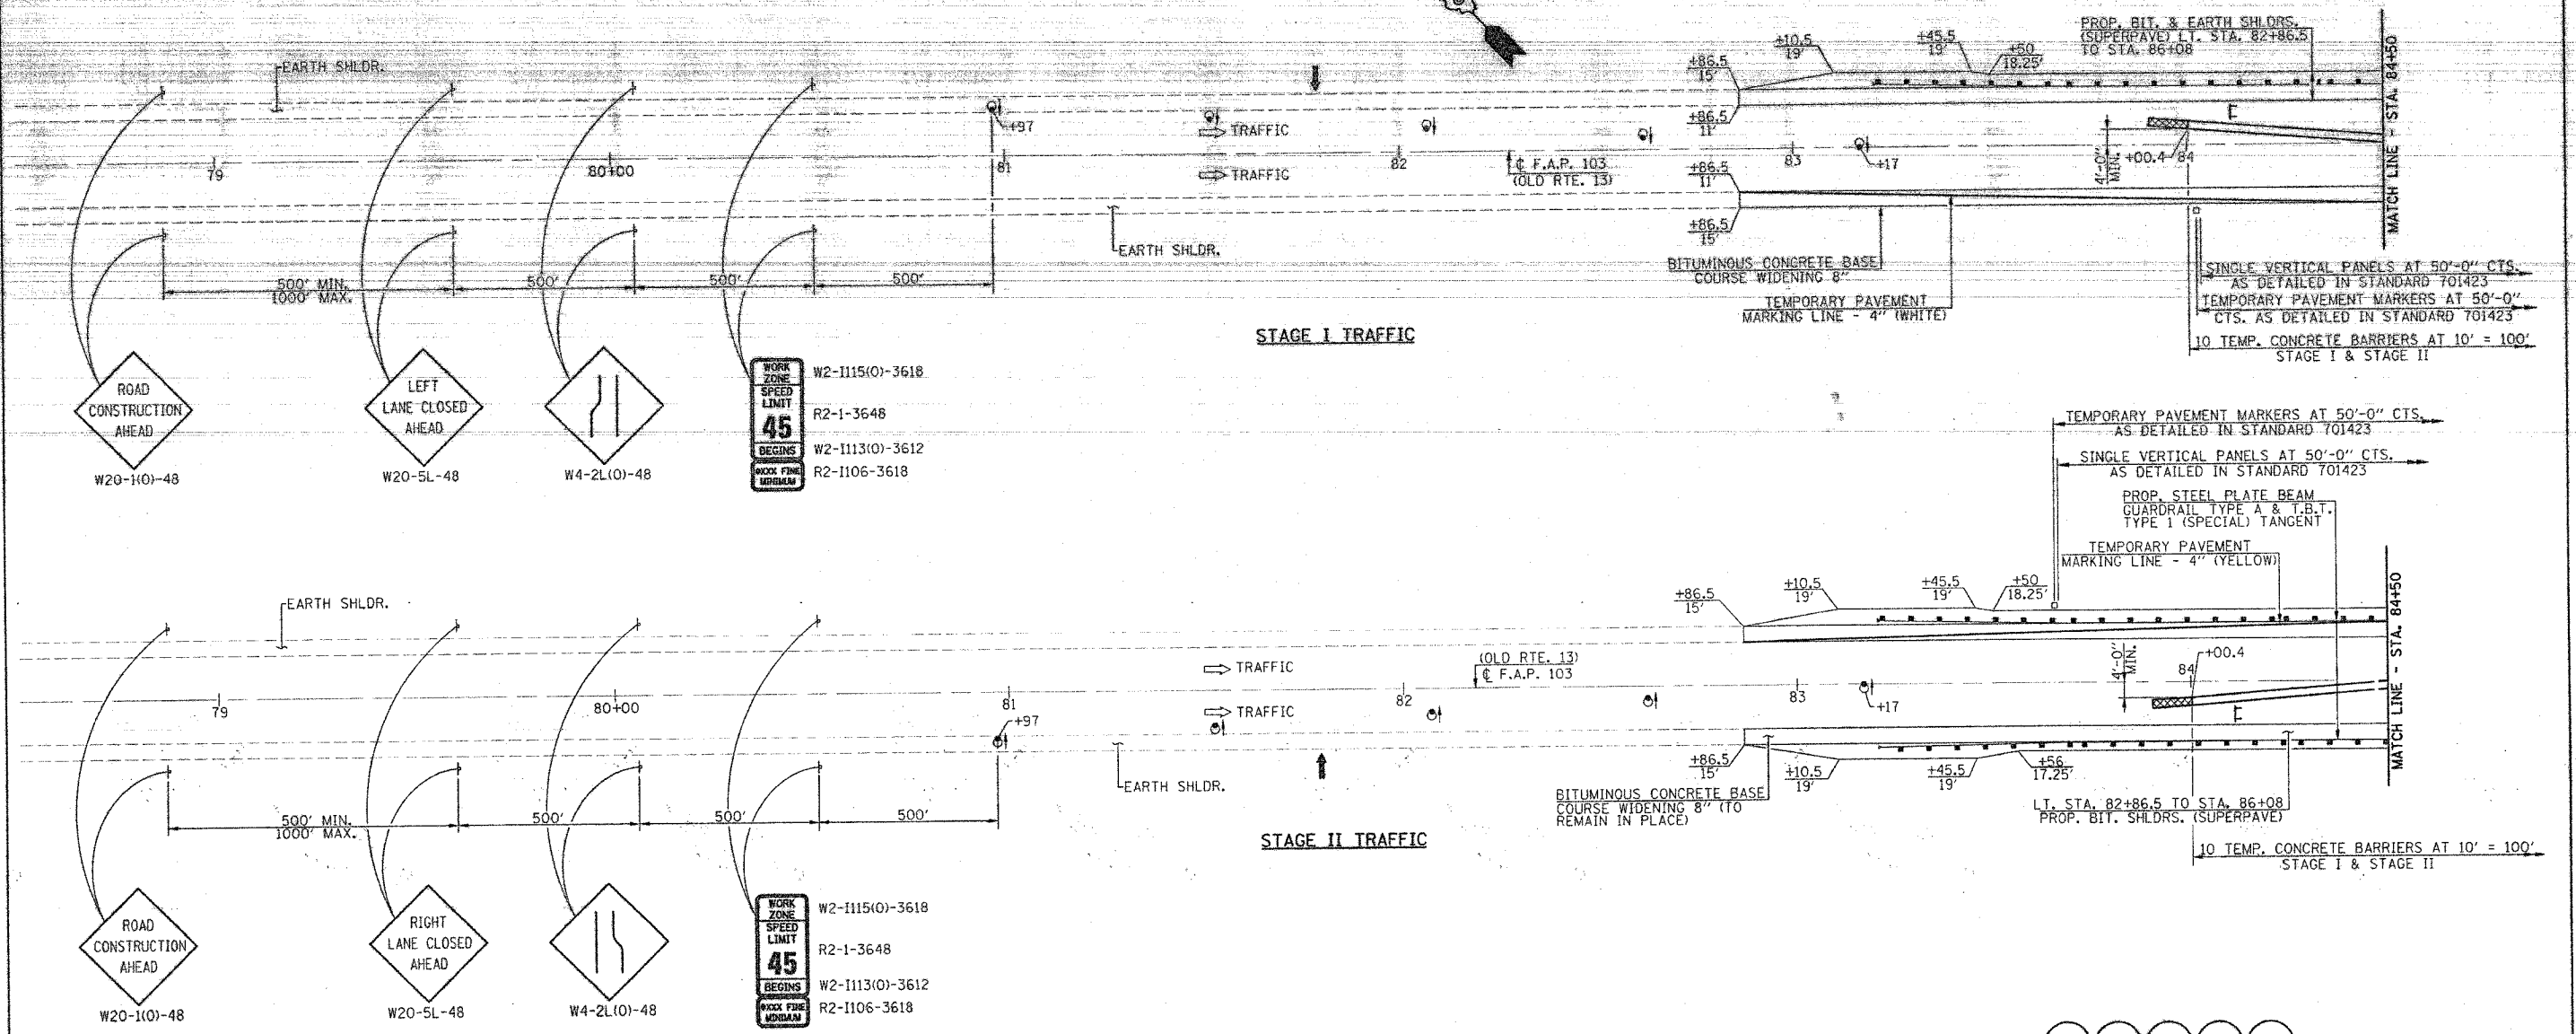 PROP. BIT. & EARTH SHLDRS.
(SUPERPAVE) LT. STA. 82+86.5
TO STA. 86+08
EARTH SHLDR.
+86.5
15'
+10.5
19'
+45.5
19'
+50
18.25'
MATCH LINE - STA. 84+50
+97
TRAFFIC
TRAFFIC
79
80+00
81
82
83
84
℄ F.A.P. 103
(OLD RTE. 13)
+86.5
11'
+17
4'-0"
MIN.
+00.4
E
+86.5
11'
+86.5
15'
EARTH SHLDR.
500' MIN.
1000' MAX.
500'
500'
500'
BITUMINOUS CONCRETE BASE
COURSE WIDENING 8"
TEMPORARY PAVEMENT
MARKING LINE - 4" (WHITE)
SINGLE VERTICAL PANELS AT 50'-0" CTS.
AS DETAILED IN STANDARD 701423
TEMPORARY PAVEMENT MARKERS AT 50'-0"
CTS. AS DETAILED IN STANDARD 701423
10 TEMP. CONCRETE BARRIERS AT 10' = 100'
STAGE I & STAGE II
STAGE I TRAFFIC
ROAD
CONSTRUCTION
AHEAD
W20-1(O)-48
LEFT
LANE CLOSED
AHEAD
W20-5L-48
W4-2L(O)-48
WORK
ZONE
SPEED
LIMIT
45
BEGINS
$XXX FINE
MINIMUM
W2-I115(O)-3618
R2-1-3648
W2-I113(O)-3612
R2-I106-3618
TEMPORARY PAVEMENT MARKERS AT 50'-0" CTS.
AS DETAILED IN STANDARD 701423
SINGLE VERTICAL PANELS AT 50'-0" CTS.
AS DETAILED IN STANDARD 701423
PROP. STEEL PLATE BEAM
GUARDRAIL TYPE A & T.B.T.
TYPE 1 (SPECIAL) TANGENT
TEMPORARY PAVEMENT
MARKING LINE - 4" (YELLOW)
EARTH SHLDR.
+86.5
15'
+10.5
19'
+45.5
19'
+50
18.25'
MATCH LINE - STA. 84+50
TRAFFIC
TRAFFIC
(OLD RTE. 13)
℄ F.A.P. 103
79
80+00
81
82
83
84
+97
+17
4'-0"
MIN.
+00.4
E
+86.5
15'
+10.5
19'
+45.5
19'
+56
17.25'
EARTH SHLDR.
500' MIN.
1000' MAX.
500'
500'
500'
BITUMINOUS CONCRETE BASE
COURSE WIDENING 8" (TO
REMAIN IN PLACE)
LT. STA. 82+86.5 TO STA. 86+08
PROP. BIT. SHLDRS. (SUPERPAVE)
10 TEMP. CONCRETE BARRIERS AT 10' = 100'
STAGE I & STAGE II
STAGE II TRAFFIC
ROAD
CONSTRUCTION
AHEAD
W20-1(O)-48
RIGHT
LANE CLOSED
AHEAD
W20-5L-48
W4-2L(O)-48
WORK
ZONE
SPEED
LIMIT
45
BEGINS
$XXX FINE
MINIMUM
W2-I115(O)-3618
R2-1-3648
W2-I113(O)-3612
R2-I106-3618